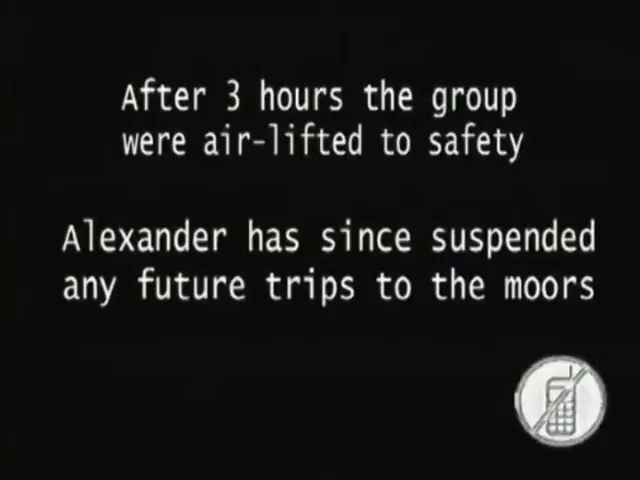 After 3 hours the group
were air-lifted to safety
Alexander has since suspended
any future trips to the moors